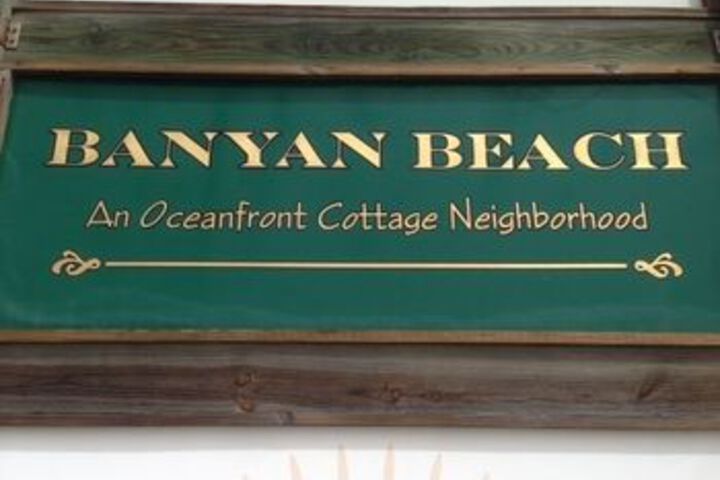 BANYAN BEACH
An Oceanfront Cottage Neighborhood